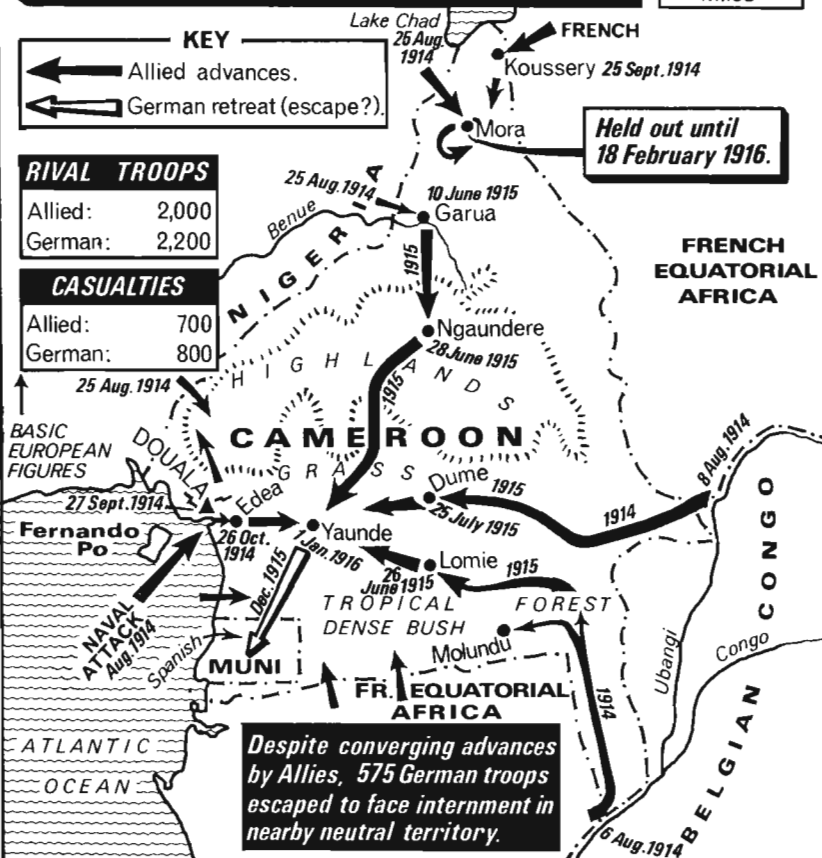 Lake Chad
25 Aug.
1914
FRENCH
Koussery 25 Sept. 1914
KEY
Allied advances.
German retreat (escape?).
Mora
Held out until
18 February 1916.
RIVAL TROOPS
Allied: 2,000
German: 2,200
25 Aug. 1914
10 June 1915
Garua
Benue
NIGERIA
1915
FRENCH
EQUATORIAL
AFRICA
CASUALTIES
Allied: 700
German: 800
Ngaundere
28 June 1915
25 Aug. 1914
HIGHLANDS
1915
BASIC
EUROPEAN
FIGURES
CAMEROON
GRASS
DOUALA
27 Sept. 1914
Edea
26 Oct.
1914
Fernando
Po
Yaunde
1 Jan. 1916
Dume
25 July 1915
1915
1914
8 Aug. 1914
Lomie
26
June 1915
1915
Dec. 1915
TROPICAL FOREST
DENSE BUSH
NAVAL
ATTACK
Aug. 1914
Spanish
MUNI
Molundu
1914
Ubangi
Congo
BELGIAN CONGO
FR. EQUATORIAL
AFRICA
ATLANTIC
OCEAN
Despite converging advances
by Allies, 575 German troops
escaped to face internment in
nearby neutral territory.
6 Aug. 1914